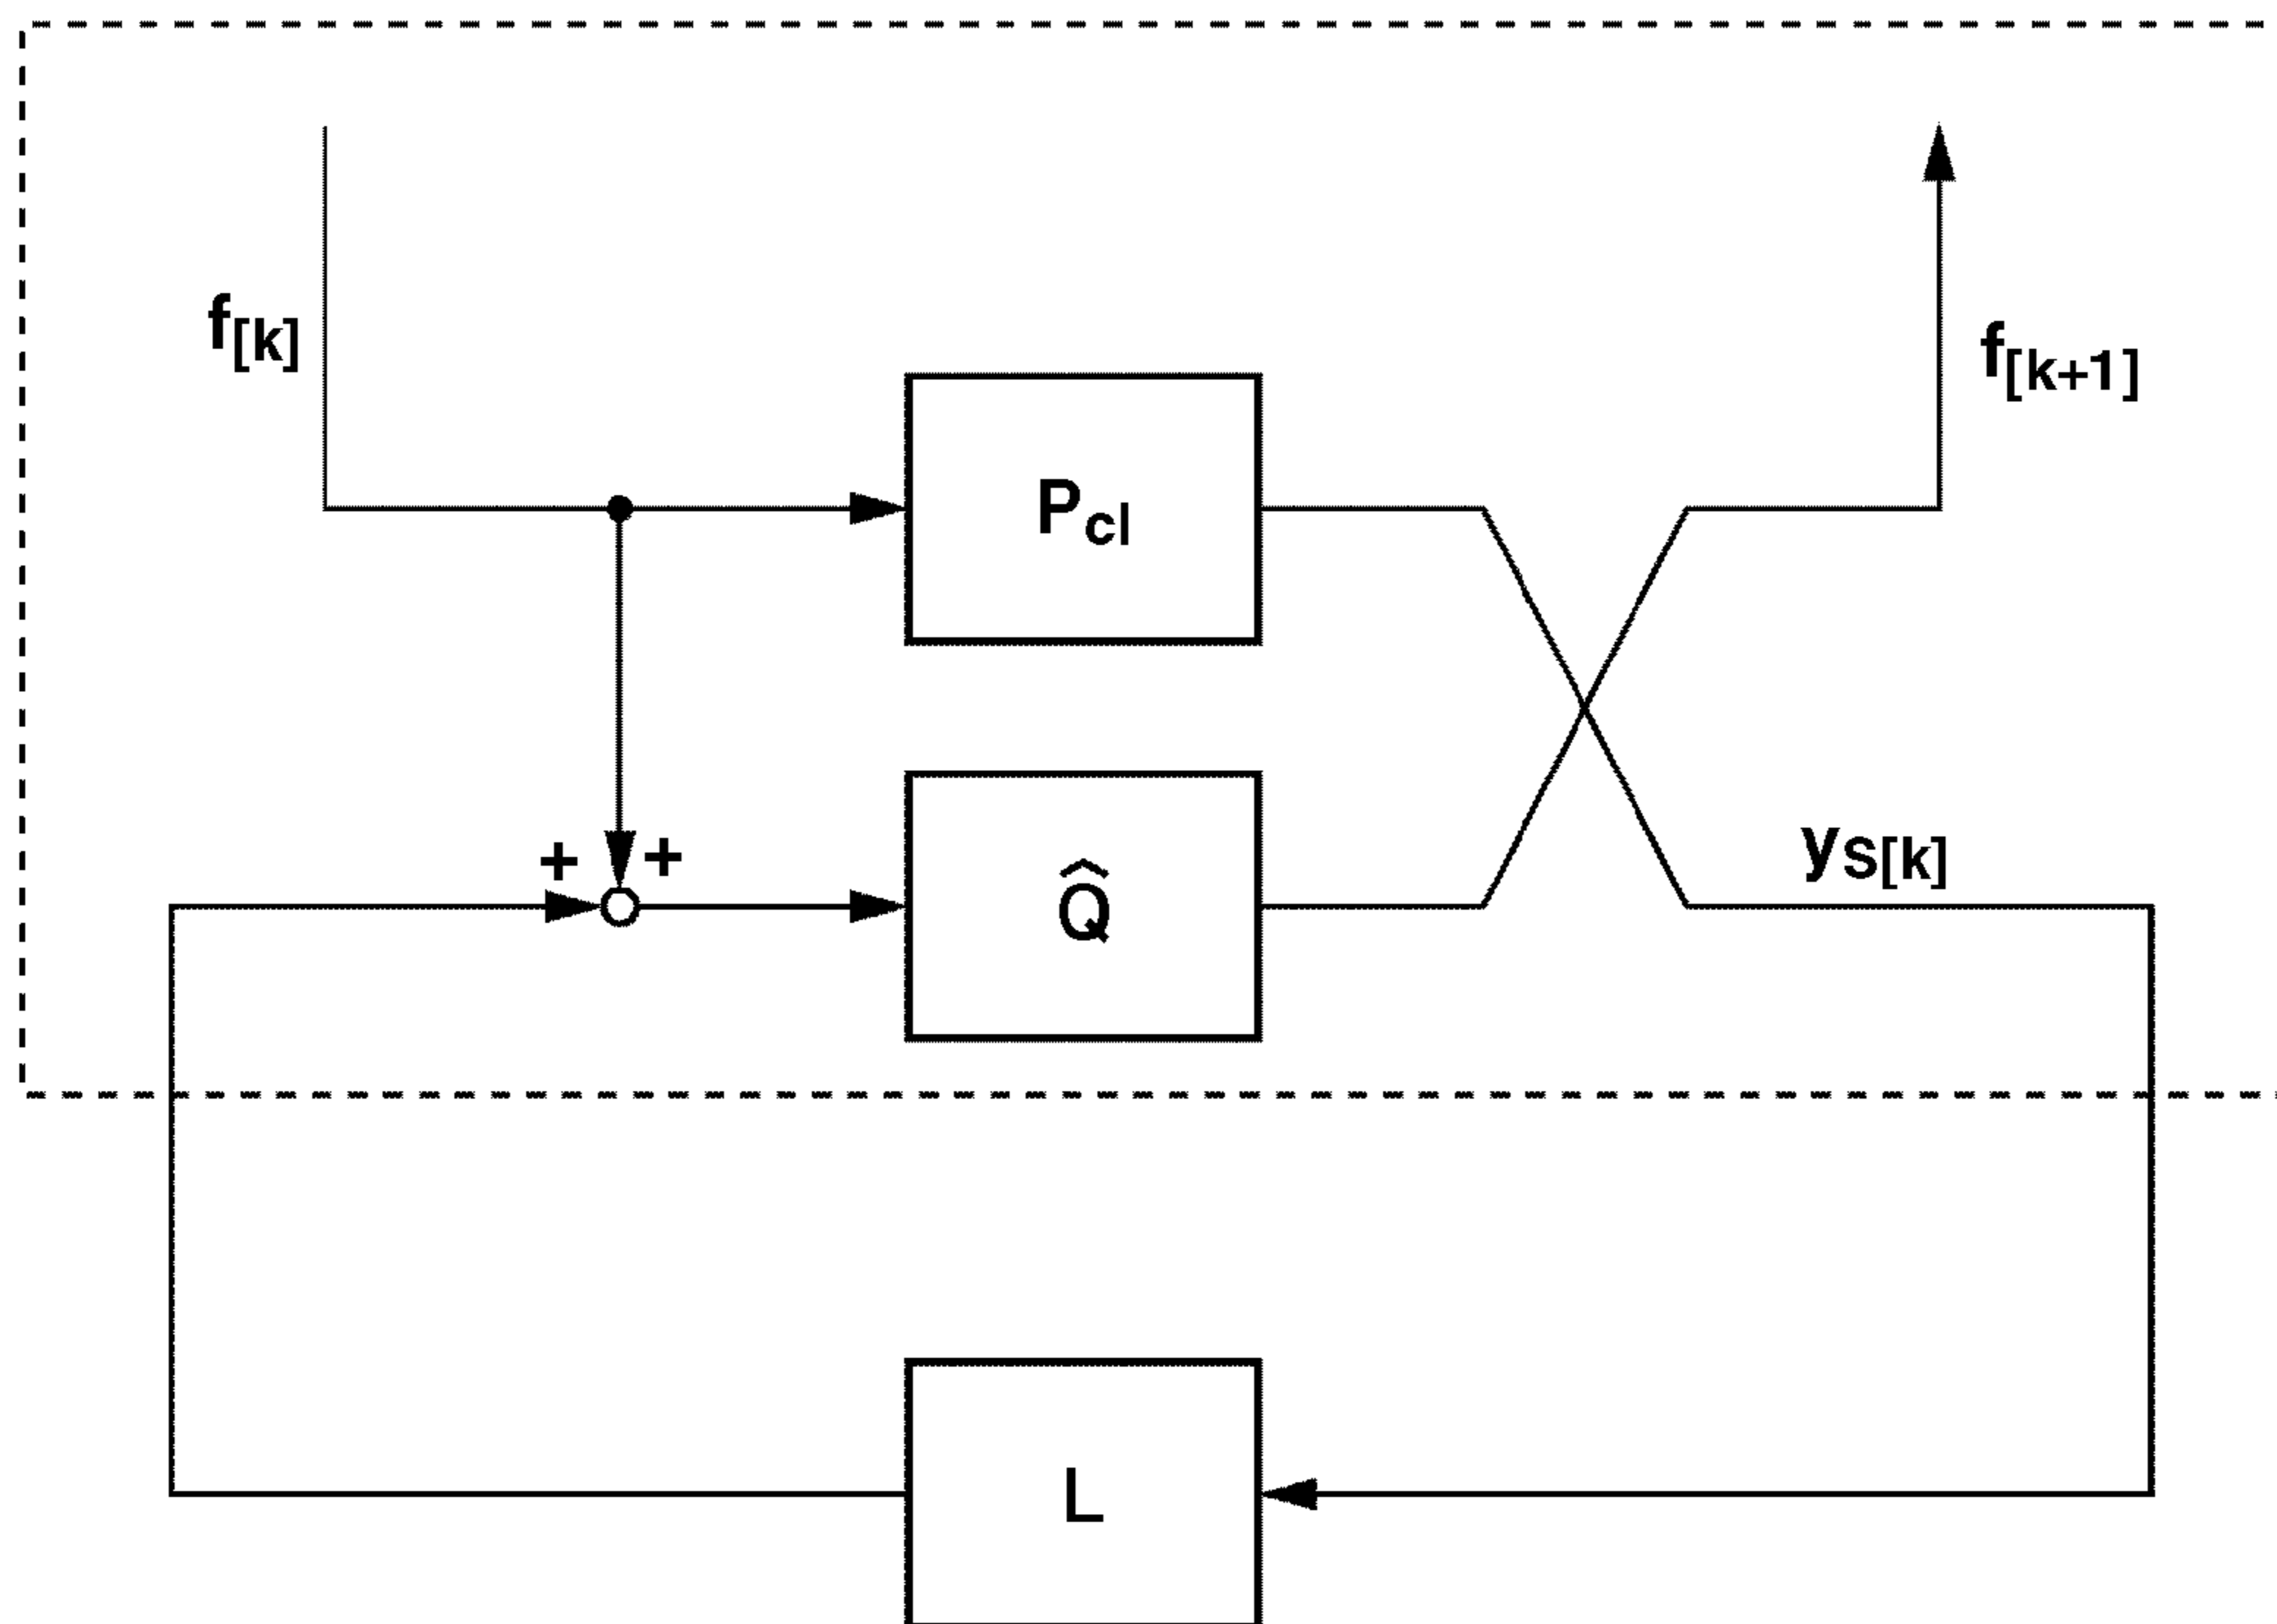 f[k]
f[k+1]
Pcl
+ +
Q̂
yS[k]
L